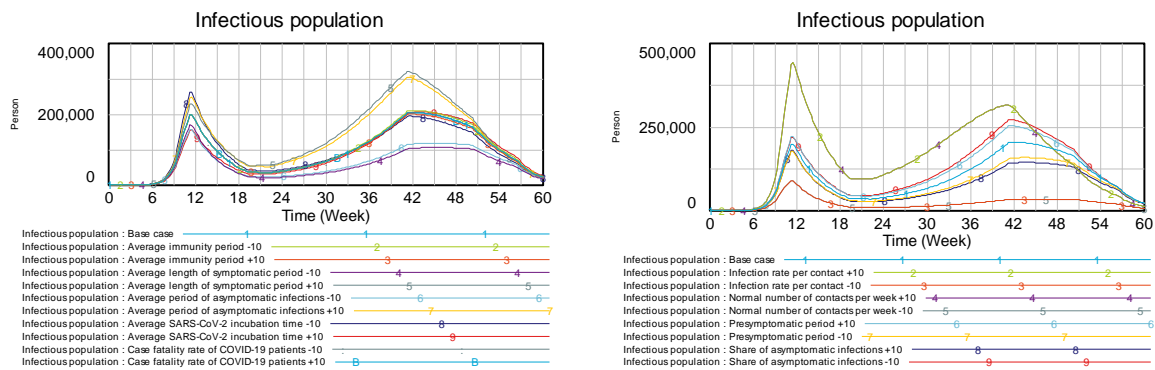 Infectious population
400,000
200,000
0
Person
0 6 12 18 24 30 36 42 48 54 60
Time (Week)
Infectious population : Base case
Infectious population : Average immunity period -10
Infectious population : Average immunity period +10
Infectious population : Average length of symptomatic period -10
Infectious population : Average length of symptomatic period +10
Infectious population : Average period of asymptomatic infections -10
Infectious population : Average period of asymptomatic infections +10
Infectious population : Average SARS-CoV-2 incubation time -10
Infectious population : Average SARS-CoV-2 incubation time +10
Infectious population : Case fatality rate of COVID-19 patients -10
Infectious population : Case fatality rate of COVID-19 patients +10
Infectious population
500,000
250,000
0
Person
0 6 12 18 24 30 36 42 48 54 60
Time (Week)
Infectious population : Base case
Infectious population : Infection rate per contact +10
Infectious population : Infection rate per contact -10
Infectious population : Normal number of contacts per week +10
Infectious population : Normal number of contacts per week -10
Infectious population : Presymptomatic period +10
Infectious population : Presymptomatic period -10
Infectious population : Share of asymptomatic infections +10
Infectious population : Share of asymptomatic infections -10